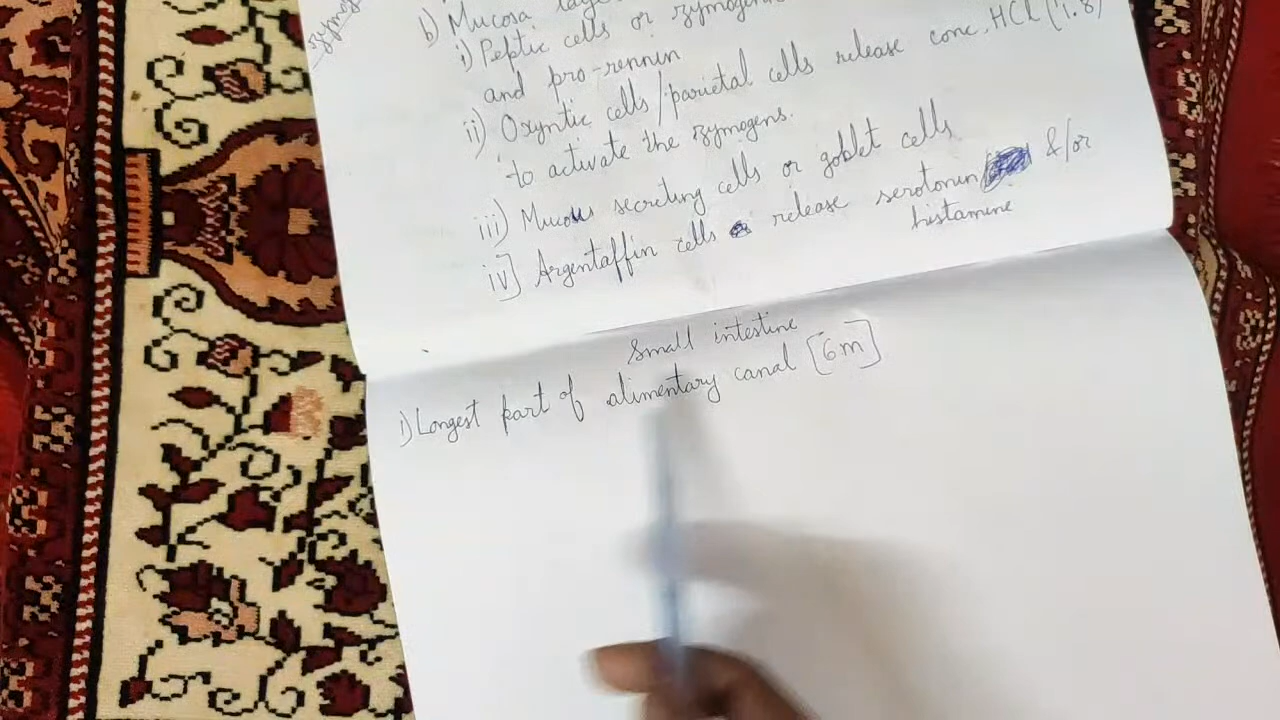 b) Mucosa
i) Peptic cells or zymogenic
and pro-rennin
ii) Oxyntic cells/parietal cells release conc. HCl (1.8)
to activate the zymogens.
iii) Mucous secreting cells or goblet cells
iv] Argentaffin cells release serotonin &/or
histamine
Small intestine
i) Longest part of alimentary canal [6m]